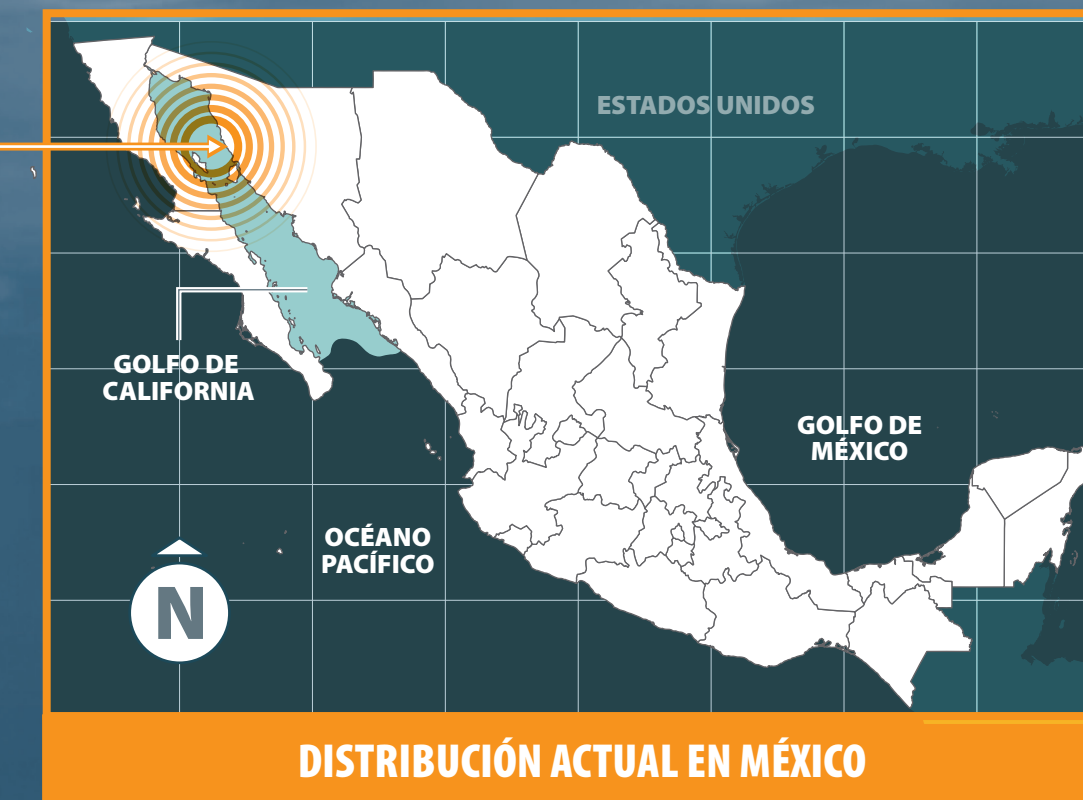 ESTADOS UNIDOS
GOLFO DE
CALIFORNIA
GOLFO DE
MÉXICO
OCÉANO
PACÍFICO
N
DISTRIBUCIÓN ACTUAL EN MÉXICO